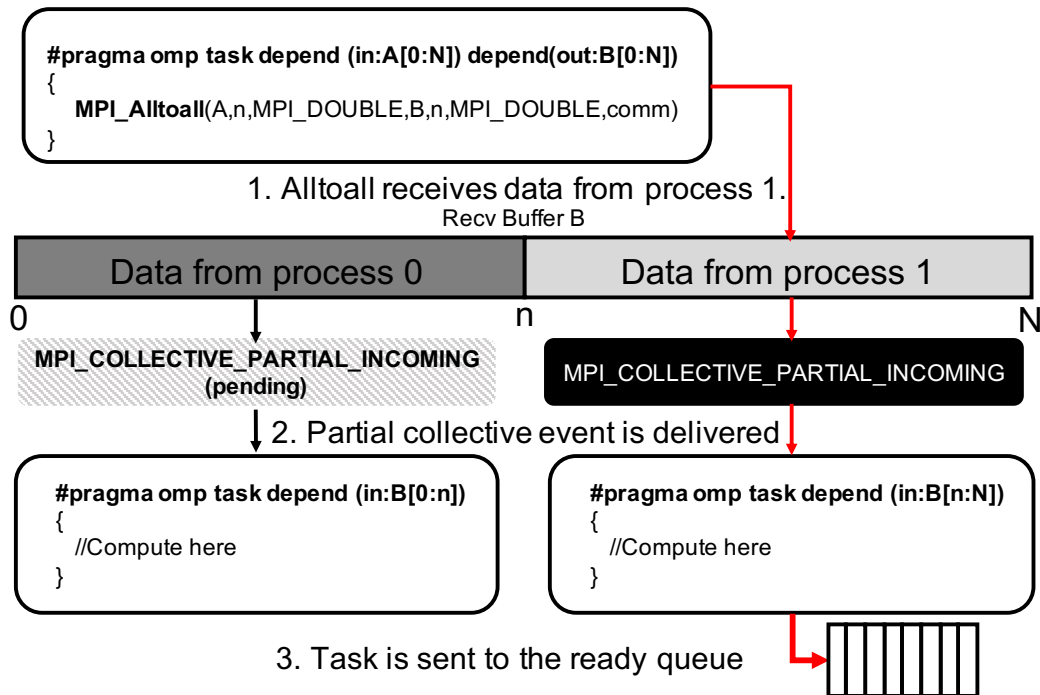 #pragma omp task depend (in:A[0:N]) depend(out:B[0:N])
{
MPI_Alltoall(A,n,MPI_DOUBLE,B,n,MPI_DOUBLE,comm)
}
1. Alltoall receives data from process 1.
Recv Buffer B
Data from process 0
Data from process 1
0
n
N
MPI_COLLECTIVE_PARTIAL_INCOMING
(pending)
MPI_COLLECTIVE_PARTIAL_INCOMING
2. Partial collective event is delivered
#pragma omp task depend (in:B[0:n])
{
//Compute here
}
#pragma omp task depend (in:B[n:N])
{
//Compute here
}
3. Task is sent to the ready queue